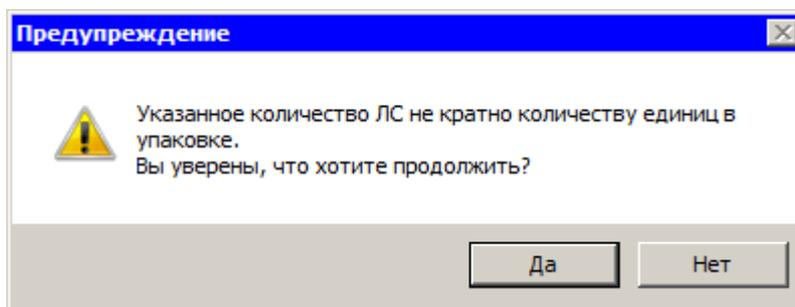 Предупреждение
Указанное количество ЛС не кратно количеству единиц в
упаковке.
Вы уверены, что хотите продолжить?
Да
Нет